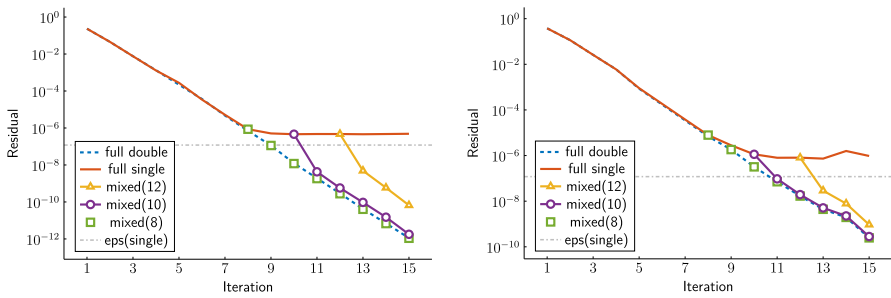 10^0
10^-2
10^-4
10^-6
10^-8
10^-10
10^-12
Residual
full double
full single
mixed(12)
mixed(10)
mixed(8)
eps(single)
1 3 5 7 9 11 13 15
Iteration
10^0
10^-2
10^-4
10^-6
10^-8
10^-10
Residual
full double
full single
mixed(12)
mixed(10)
mixed(8)
eps(single)
1 3 5 7 9 11 13 15
Iteration